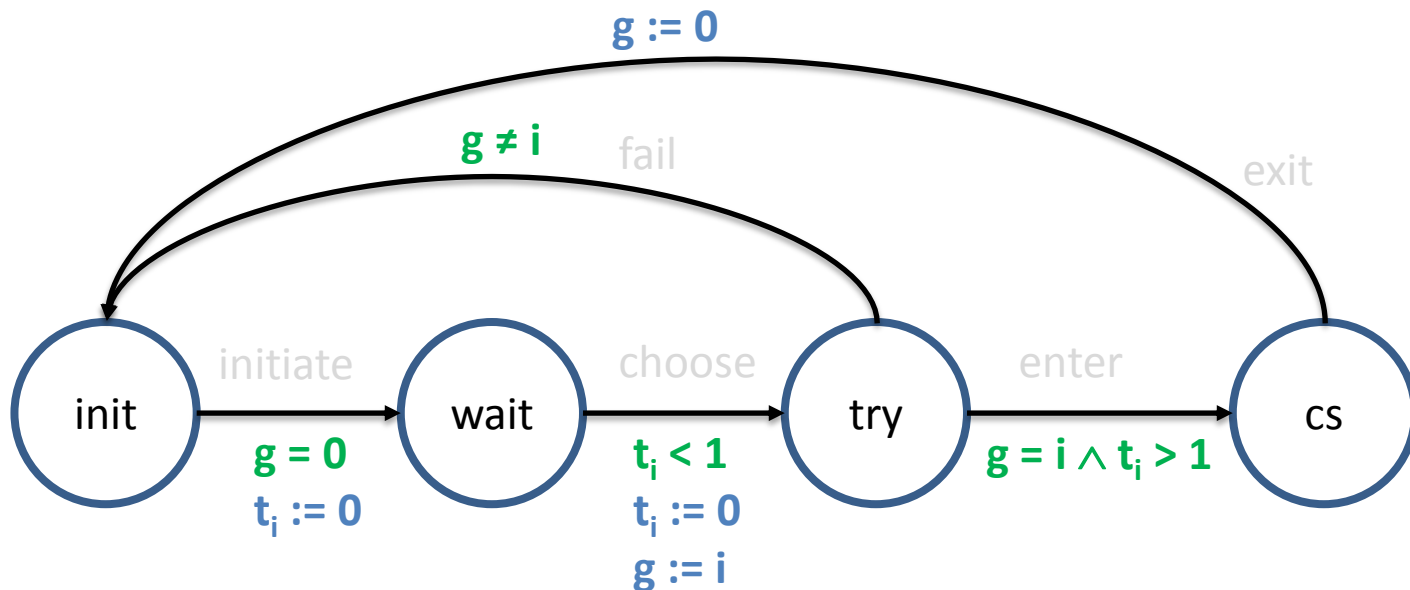 g := 0
g ≠ i
fail
exit
init
initiate
wait
choose
try
enter
cs
g = 0
tᵢ < 1
g = i ∧ tᵢ > 1
tᵢ := 0
tᵢ := 0
g := i